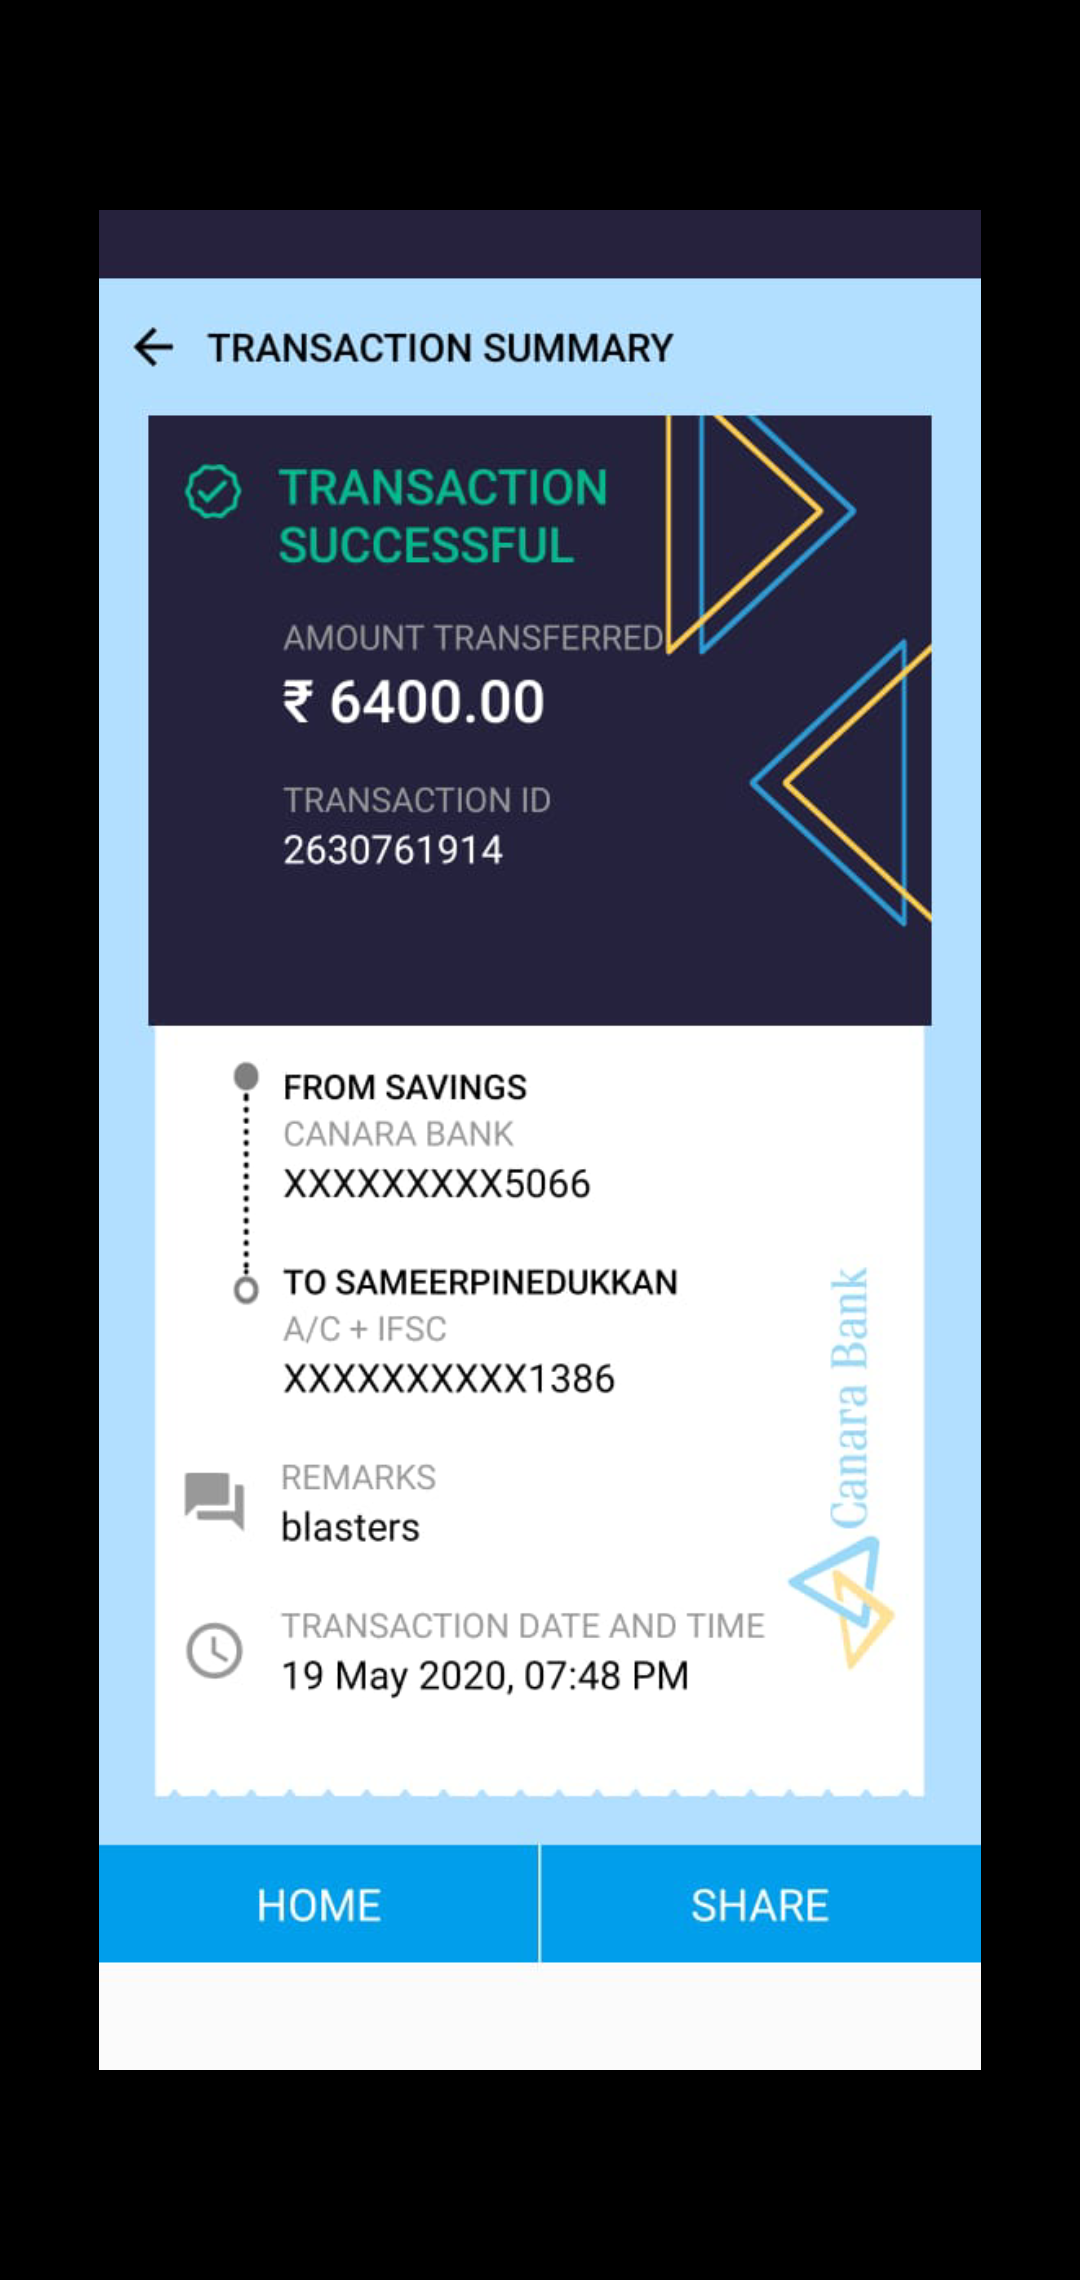 TRANSACTION SUMMARY
TRANSACTION
SUCCESSFUL
AMOUNT TRANSFERRED
₹ 6400.00
TRANSACTION ID
2630761914
FROM SAVINGS
CANARA BANK
XXXXXXXXX5066
TO SAMEERPINEDUKKAN
A/C + IFSC
XXXXXXXXXX1386
REMARKS
blasters
TRANSACTION DATE AND TIME
19 May 2020, 07:48 PM
Canara Bank
HOME
SHARE